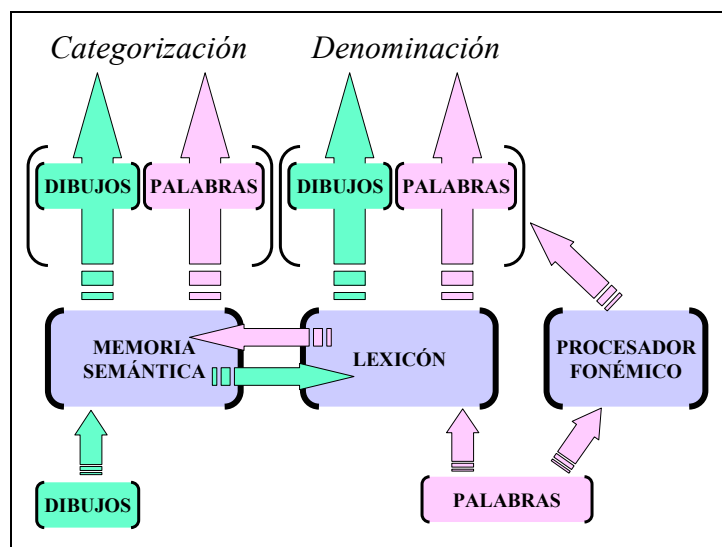 Categorización
Denominación
DIBUJOS
PALABRAS
DIBUJOS
PALABRAS
MEMORIA
SEMÁNTICA
LEXICÓN
PROCESADOR
FONÉMICO
DIBUJOS
PALABRAS